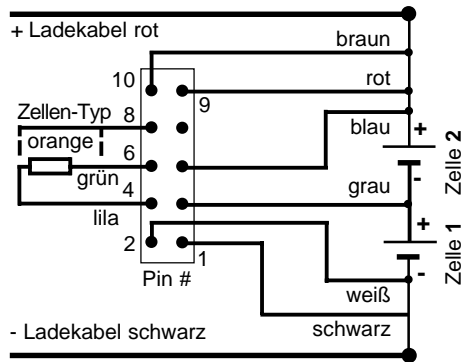 + Ladekabel rot
braun
10
rot
9
Zellen-Typ
8
blau
+
orange
6
Zelle 2
-
grün
4
grau
lila
+
2
1
Zelle 1
-
Pin #
weiß
schwarz
- Ladekabel schwarz